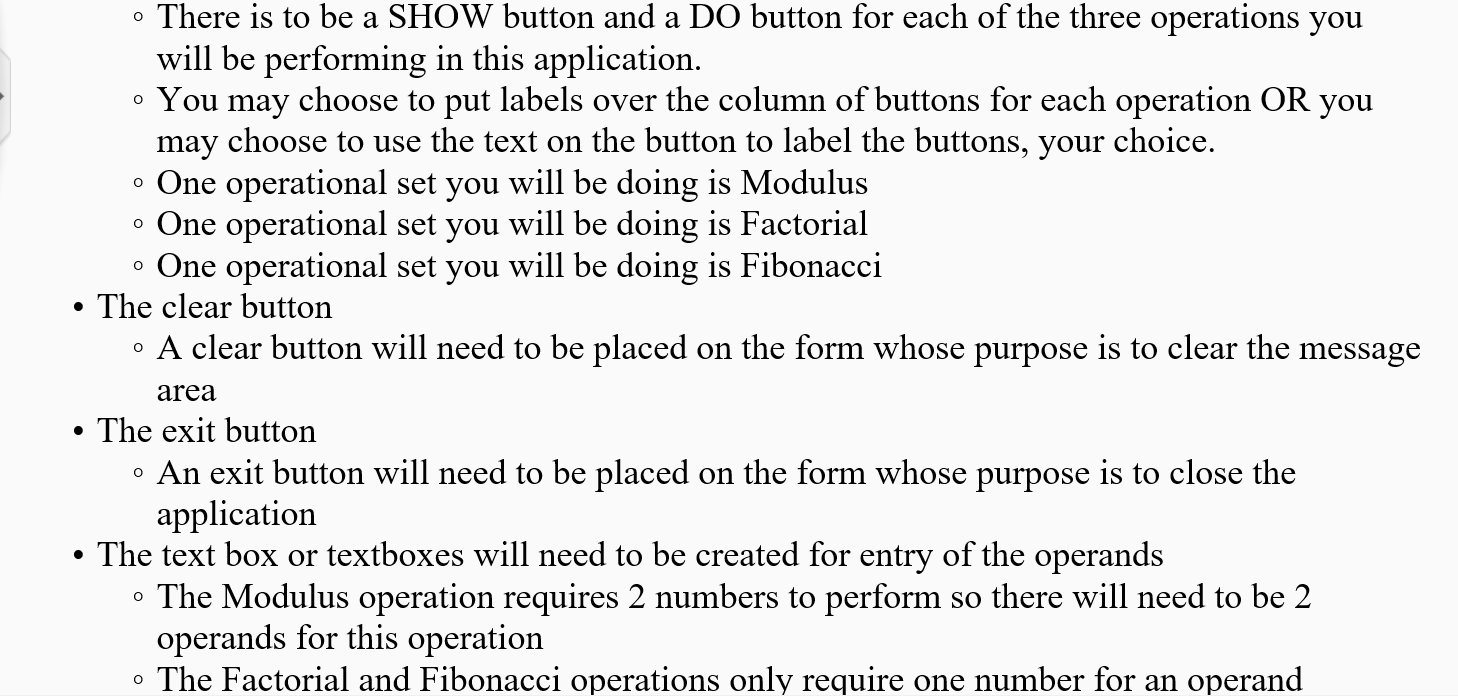 ◦ There is to be a SHOW button and a DO button for each of the three operations you
will be performing in this application.
◦ You may choose to put labels over the column of buttons for each operation OR you
may choose to use the text on the button to label the buttons, your choice.
◦ One operational set you will be doing is Modulus
◦ One operational set you will be doing is Factorial
◦ One operational set you will be doing is Fibonacci
• The clear button
◦ A clear button will need to be placed on the form whose purpose is to clear the message
area
• The exit button
◦ An exit button will need to be placed on the form whose purpose is to close the
application
• The text box or textboxes will need to be created for entry of the operands
◦ The Modulus operation requires 2 numbers to perform so there will need to be 2
operands for this operation
◦ The Factorial and Fibonacci operations only require one number for an operand